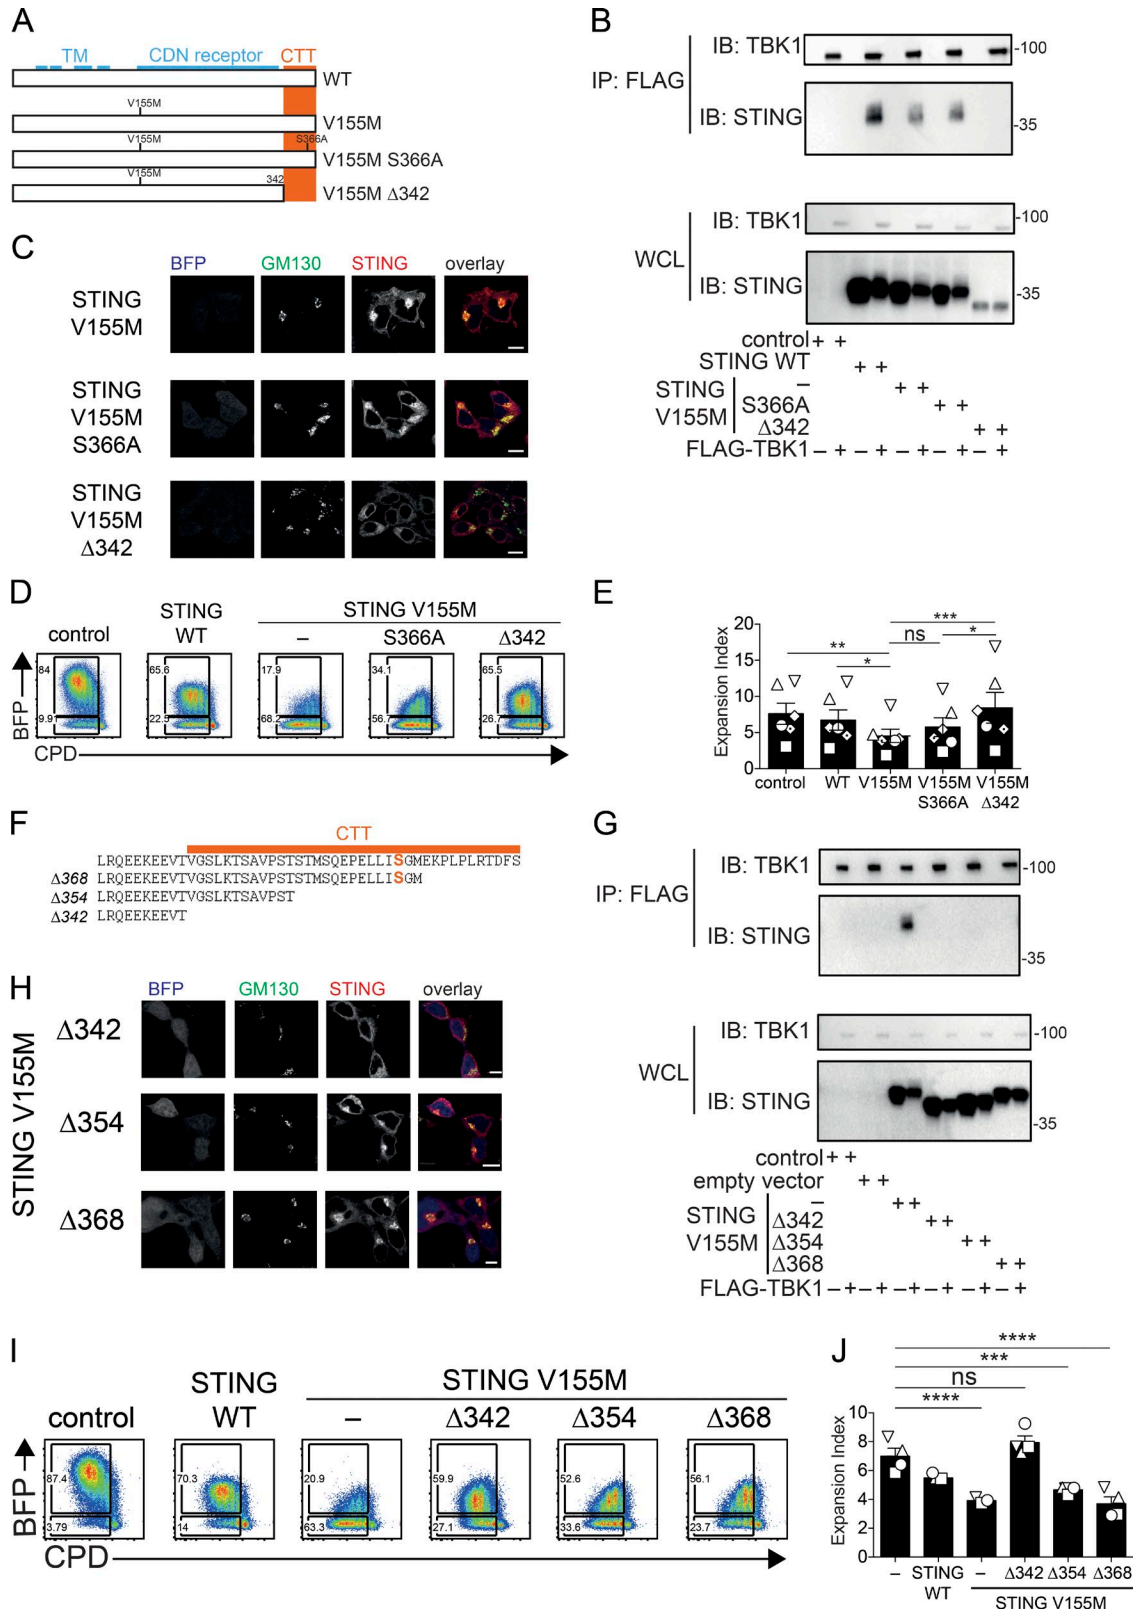 A
TM
CDN receptor
CTT
WT
V155M
V155M
V155M
S366A
V155M S366A
V155M
342
V155M Δ342
B
IP: FLAG
IB: TBK1
-100
IB: STING
-35
WCL
IB: TBK1
-100
IB: STING
-35
control + +
STING WT + +
STING V155M
– + +
S366A + +
Δ342 + +
FLAG-TBK1 – + – + – + – + – +
C
BFP GM130 STING overlay
STING V155M
STING V155M S366A
STING V155M Δ342
D
control
STING WT
STING V155M
– S366A Δ342
84
9.91
65.6
22.5
17.9
68.2
34.1
56.7
65.5
26.7
BFP
CPD
E
Expansion Index
20
15
10
5
0
***
ns
*
**
*
control WT V155M V155M S366A V155M Δ342
F
CTT
LRQEEKEEVTVGSLKTSAVPSTSTMSQEPELLISGMEKPLPLRTDFS
Δ368 LRQEEKEEVTVGSLKTSAVPSTSTMSQEPELLISGM
Δ354 LRQEEKEEVTVGSLKTSAVPST
Δ342 LRQEEKEEVT
G
IP: FLAG
IB: TBK1
-100
IB: STING
-35
WCL
IB: TBK1
-100
IB: STING
35
control + +
empty vector + +
STING V155M
– + +
Δ342 + +
Δ354 + +
Δ368 + +
FLAG-TBK1 – + – + – + – + – + – +
H
BFP GM130 STING overlay
STING V155M
Δ342
Δ354
Δ368
I
control
STING WT
STING V155M
– Δ342 Δ354 Δ368
87.4
3.79
70.3
14
20.9
63.3
59.9
27.1
52.6
33.6
56.1
23.7
BFP
CPD
J
****
***
ns
****
Expansion Index
10
8
6
4
2
0
– STING WT – Δ342 Δ354 Δ368
STING V155M